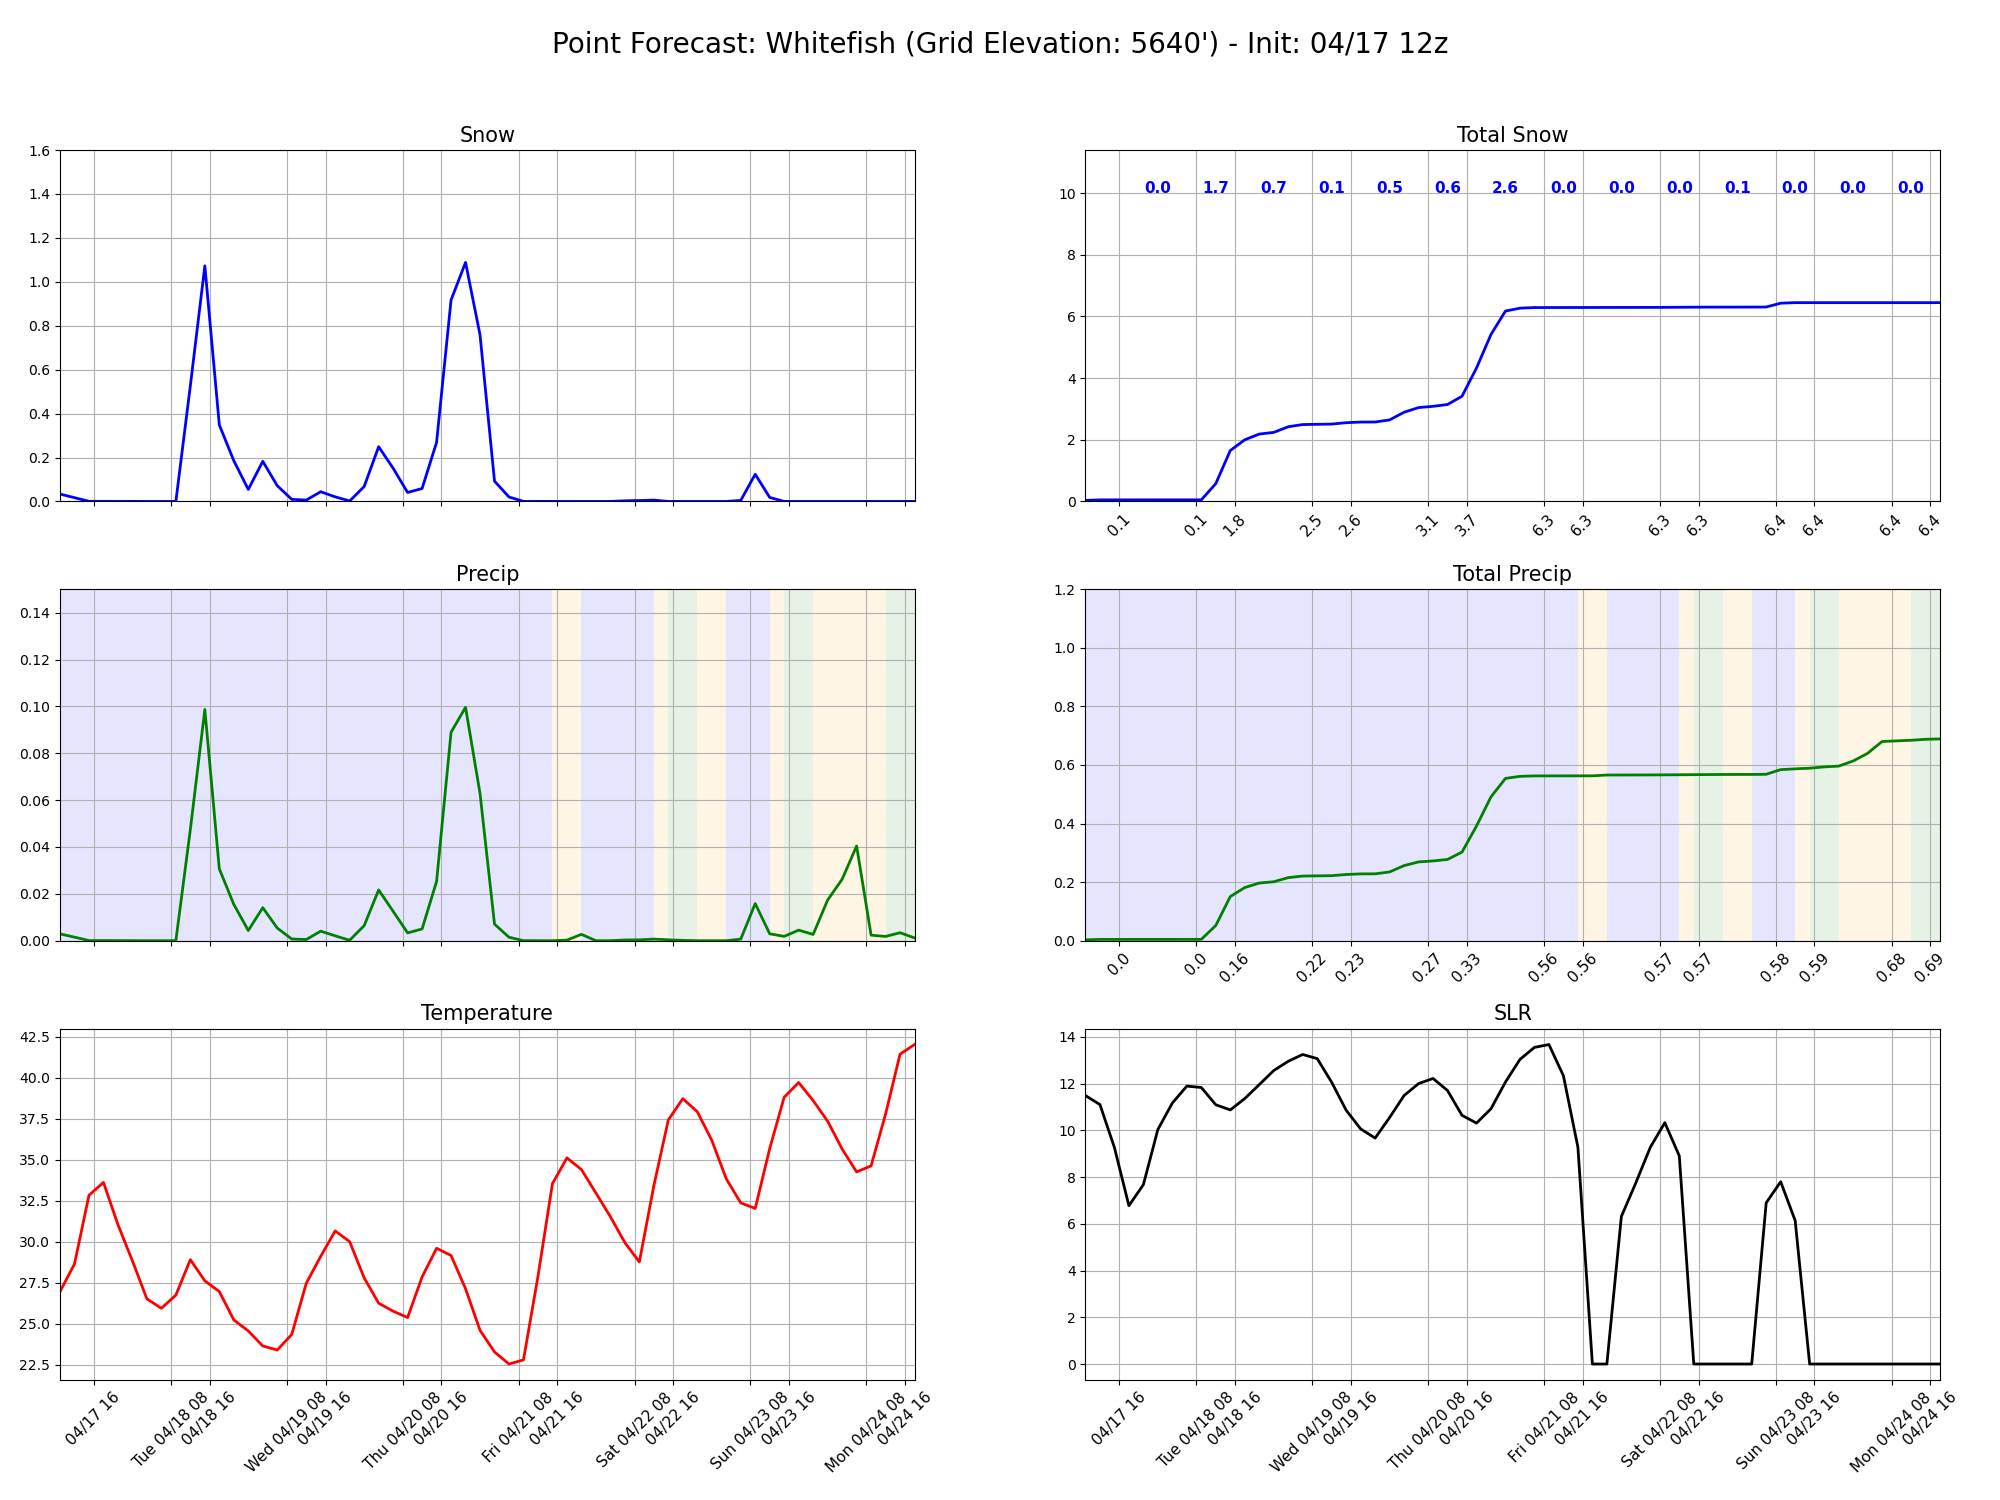 Point Forecast: Whitefish (Grid Elevation: 5640') - Init: 04/17 12z
Snow
1.6
1.4
1.2
1.0
0.8
0.6
0.4
0.2
0.0
Total Snow
10
8
6
4
2
0
0.0 1.7 0.7 0.1 0.5 0.6 2.6 0.0 0.0 0.0 0.1 0.0 0.0 0.0
0.1 0.1 1.8 2.5 2.6 3.1 3.7 6.3 6.3 6.3 6.3 6.4 6.4 6.4 6.4
Precip
0.14
0.12
0.10
0.08
0.06
0.04
0.02
0.00
Total Precip
1.2
1.0
0.8
0.6
0.4
0.2
0.0
0.0 0.0 0.16 0.22 0.23 0.27 0.33 0.56 0.56 0.57 0.57 0.58 0.59 0.68 0.69
Temperature
42.5
40.0
37.5
35.0
32.5
30.0
27.5
25.0
22.5
04/17 16
Tue 04/18 08
04/18 16
Wed 04/19 08
04/19 16
Thu 04/20 08
04/20 16
Fri 04/21 08
04/21 16
Sat 04/22 08
04/22 16
Sun 04/23 08
04/23 16
Mon 04/24 08
04/24 16
SLR
14
12
10
8
6
4
2
0
04/17 16
Tue 04/18 08
04/18 16
Wed 04/19 08
04/19 16
Thu 04/20 08
04/20 16
Fri 04/21 08
04/21 16
Sat 04/22 08
04/22 16
Sun 04/23 08
04/23 16
Mon 04/24 08
04/24 16